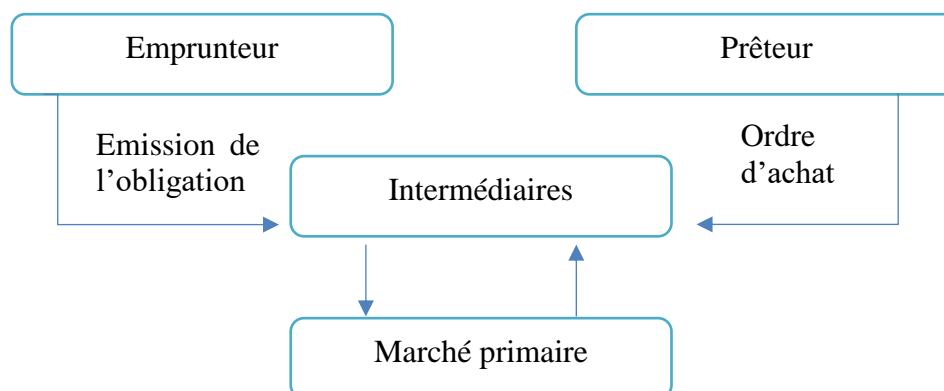 Emprunteur
Prêteur
Emission de
l’obligation
Ordre
d’achat
Intermédiaires
Marché primaire